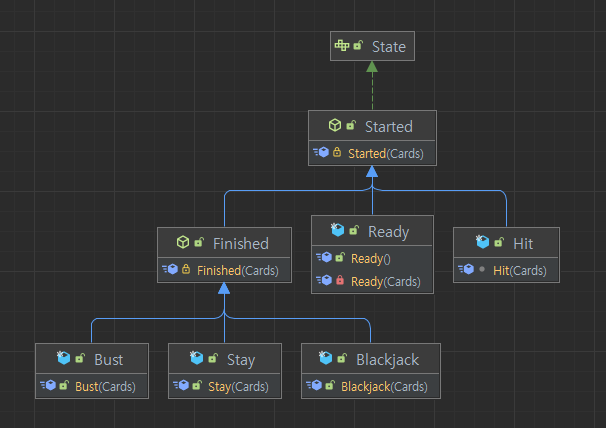 State
Started
Started(Cards)
Finished
Finished(Cards)
Ready
Ready()
Ready(Cards)
Hit
Hit(Cards)
Bust
Bust(Cards)
Stay
Stay(Cards)
Blackjack
Blackjack(Cards)